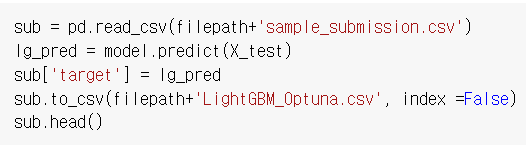 sub = pd.read_csv(filepath+'sample_submission.csv')
lg_pred = model.predict(X_test)
sub['target'] = lg_pred
sub.to_csv(filepath+'LightGBM_Optuna.csv', index =False)
sub.head()